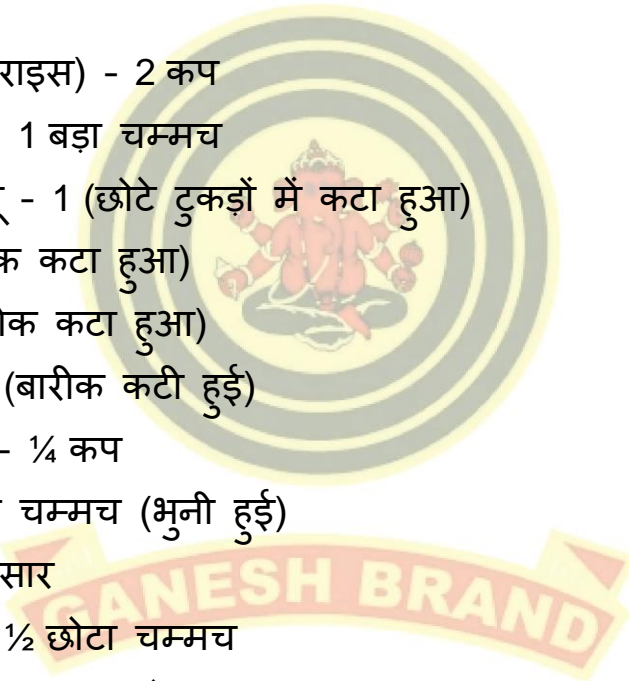 राइस) - 2 कप
1 बड़ा चम्मच
- 1 (छोटे टुकड़ों में कटा हुआ)
कटा हुआ)
कटा हुआ)
(बारीक कटी हुई)
- ¼ कप
चम्मच (भुनी हुई)
½ छोटा चम्मच
GANESH BRAND